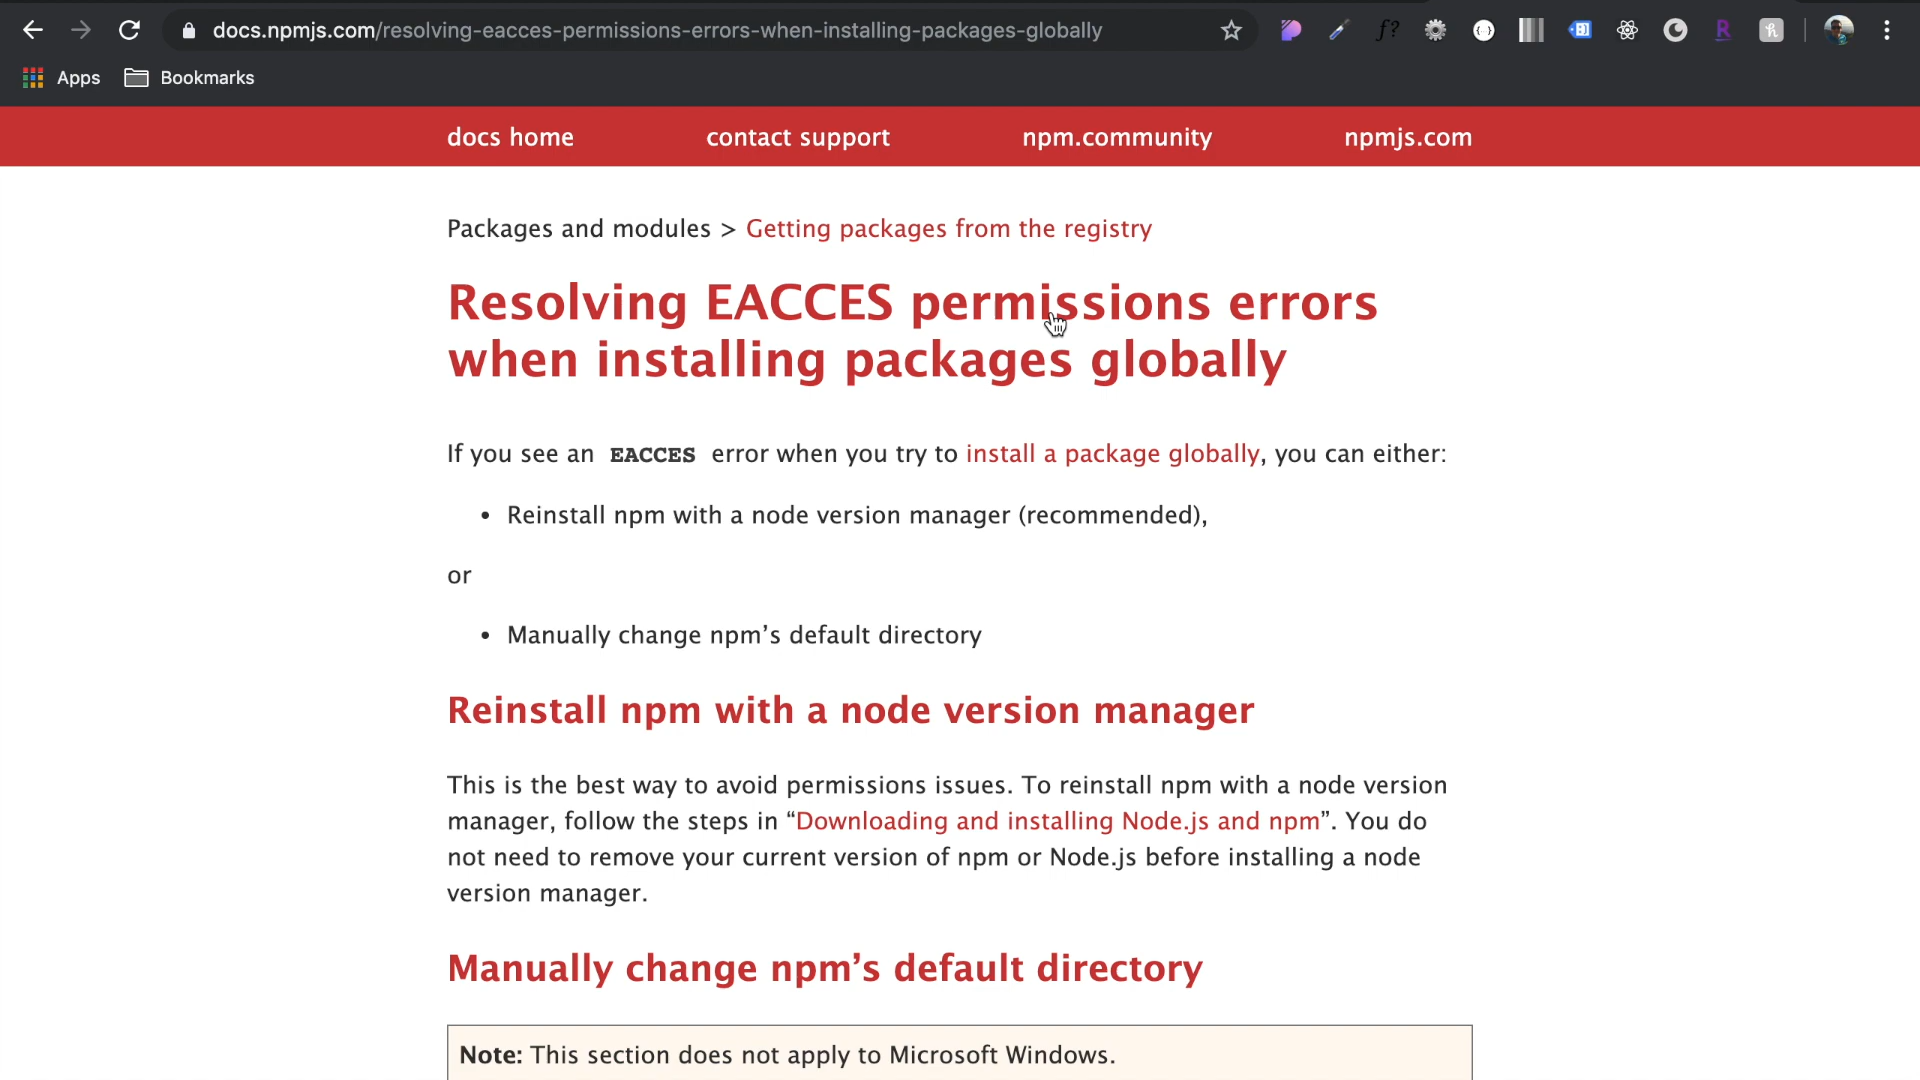 docs.npmjs.com/resolving-eacces-permissions-errors-when-installing-packages-globally
Apps Bookmarks
docs home contact support npm.community npmjs.com
Packages and modules > Getting packages from the registry
Resolving EACCES permissions errors
when installing packages globally
If you see an EACCES error when you try to install a package globally, you can either:
• Reinstall npm with a node version manager (recommended),
or
• Manually change npm’s default directory
Reinstall npm with a node version manager
This is the best way to avoid permissions issues. To reinstall npm with a node version
manager, follow the steps in “Downloading and installing Node.js and npm”. You do
not need to remove your current version of npm or Node.js before installing a node
version manager.
Manually change npm’s default directory
Note: This section does not apply to Microsoft Windows.